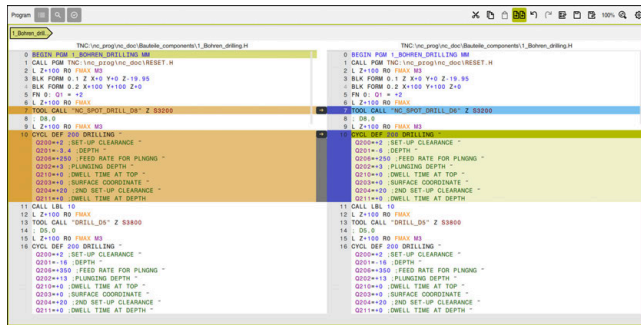 Program
100%
1_Bohren_drill.
TNC:\nc_prog\nc_doc\Bauteile_components\1_Bohren_drilling.H
0 BEGIN PGM 1_BOHREN_DRILLING MM
1 CALL PGM TNC:\nc_prog\nc_doc\RESET.H
2 L Z+100 R0 FMAX M3
3 BLK FORM 0.1 Z X+0 Y+0 Z-19.95
4 BLK FORM 0.2 X+100 Y+100 Z+0
5 FN 0: Q1 = +2
6 L Z+100 R0 FMAX
7 TOOL CALL "NC_SPOT_DRILL_D8" Z S3200
8 ; D8,0
9 L Z+100 R0 FMAX M3
10 CYCL DEF 200 DRILLING ~
Q200=+2 ;SET-UP CLEARANCE ~
Q201=-3.4 ;DEPTH ~
Q206=+250 ;FEED RATE FOR PLNGNG ~
Q202=+3 ;PLUNGING DEPTH ~
Q210=+0 ;DWELL TIME AT TOP ~
Q203=+0 ;SURFACE COORDINATE ~
Q204=+20 ;2ND SET-UP CLEARANCE ~
Q211=+0 ;DWELL TIME AT DEPTH
11 CALL LBL 10
12 L Z+100 R0 FMAX
13 TOOL CALL "DRILL_D5" Z S3800
14 ; D5,0
15 L Z+100 R0 FMAX M3
16 CYCL DEF 200 DRILLING ~
Q200=+2 ;SET-UP CLEARANCE ~
Q201=-16 ;DEPTH ~
Q206=+350 ;FEED RATE FOR PLNGNG ~
Q202=+13 ;PLUNGING DEPTH ~
Q210=+0 ;DWELL TIME AT TOP ~
Q203=+0 ;SURFACE COORDINATE ~
Q204=+20 ;2ND SET-UP CLEARANCE ~
Q211=+0 ;DWELL TIME AT DEPTH
TNC:\nc_prog\nc_doc\Bauteile_components\1_Bohren_drilling.H
0 BEGIN PGM 1_BOHREN_DRILLING MM
1 CALL PGM TNC:\nc_prog\nc_doc\RESET.H
2 L Z+100 R0 FMAX M3
3 BLK FORM 0.1 Z X+0 Y+0 Z-19.95
4 BLK FORM 0.2 X+100 Y+100 Z+0
5 FN 0: Q1 = +2
6 L Z+100 R0 FMAX
7 TOOL CALL "NC_SPOT_DRILL_D6" Z S3200
8 ; D8,0
9 L Z+100 R0 FMAX M3
10 CYCL DEF 200 DRILLING ~
Q200=+2 ;SET-UP CLEARANCE ~
Q201=-6 ;DEPTH ~
Q206=+250 ;FEED RATE FOR PLNGNG ~
Q202=+3 ;PLUNGING DEPTH ~
Q210=+0 ;DWELL TIME AT TOP ~
Q203=+0 ;SURFACE COORDINATE ~
Q204=+20 ;2ND SET-UP CLEARANCE ~
Q211=+0 ;DWELL TIME AT DEPTH
11 CALL LBL 10
12 L Z+100 R0 FMAX
13 TOOL CALL "DRILL_D5" Z S3800
14 ; D5,0
15 L Z+100 R0 FMAX M3
16 CYCL DEF 200 DRILLING ~
Q200=+2 ;SET-UP CLEARANCE ~
Q201=-16 ;DEPTH ~
Q206=+350 ;FEED RATE FOR PLNGNG ~
Q202=+13 ;PLUNGING DEPTH ~
Q210=+0 ;DWELL TIME AT TOP ~
Q203=+0 ;SURFACE COORDINATE ~
Q204=+20 ;2ND SET-UP CLEARANCE ~
Q211=+0 ;DWELL TIME AT DEPTH